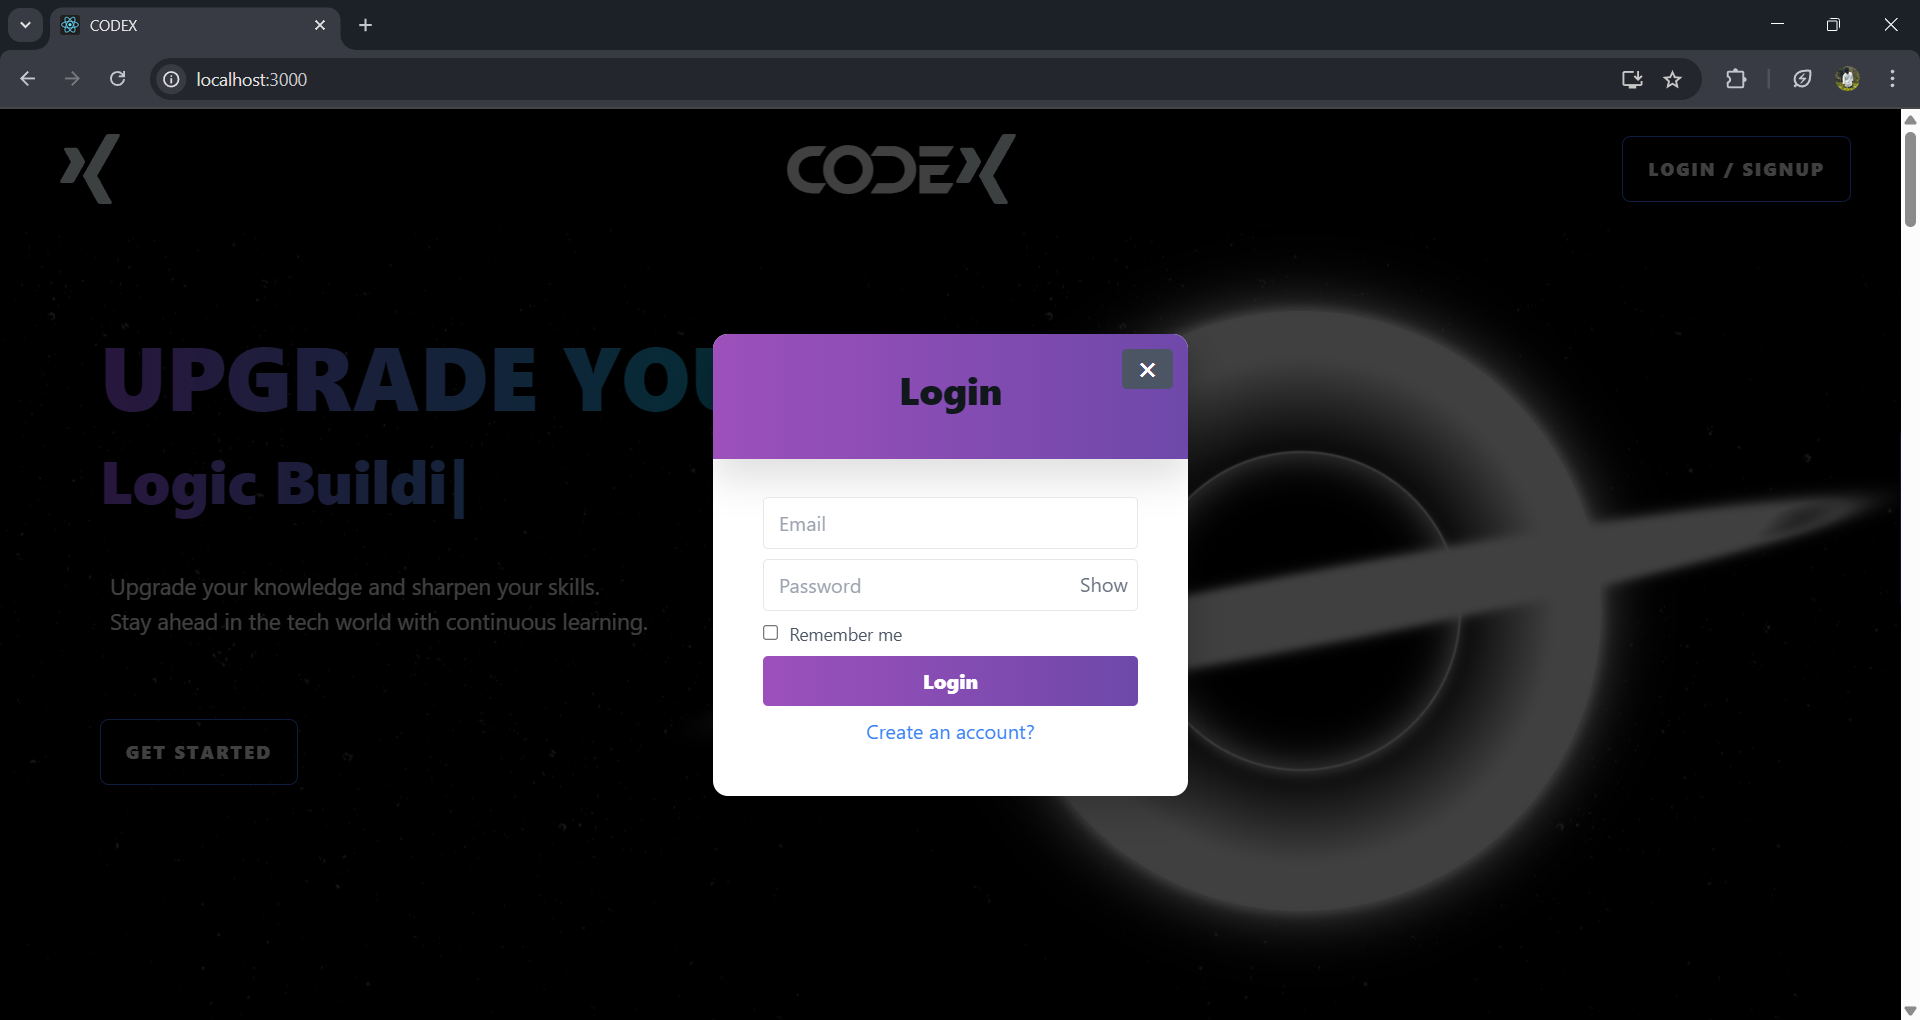 CODEX
localhost:3000
CODEX
LOGIN / SIGNUP
UPGRADE YOU
Logic Buildi|
Upgrade your knowledge and sharpen your skills.
Stay ahead in the tech world with continuous learning.
GET STARTED
Login
Email
Password
Show
Remember me
Login
Create an account?